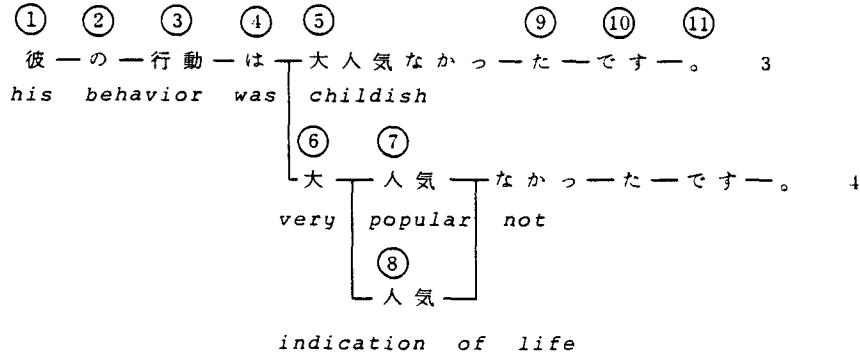 ① ② ③ ④ ⑤ ⑨ ⑩ ⑪
彼 — の — 行動 — は — 大人気なかっ — た — です — 。 3
his behavior was childish
⑥ ⑦
大 — 人気 — なかっ — た — です — 。 4
very popular not
⑧
人気
indication of life